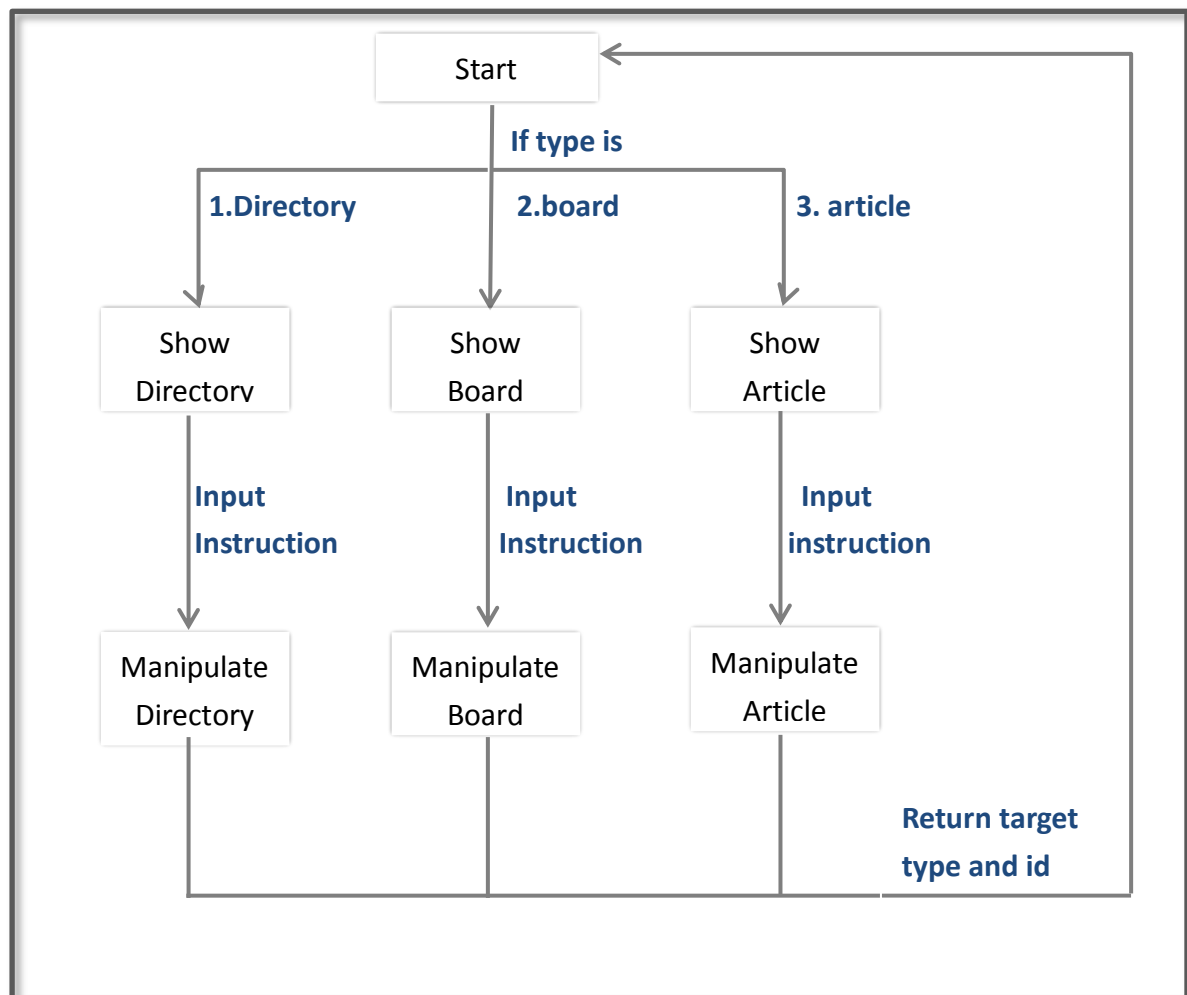 Start
If type is
1.Directory
2.board
3. article
Show
Directory
Show
Board
Show
Article
Input
Instruction
Input
Instruction
Input
instruction
Manipulate
Directory
Manipulate
Board
Manipulate
Article
Return target
type and id